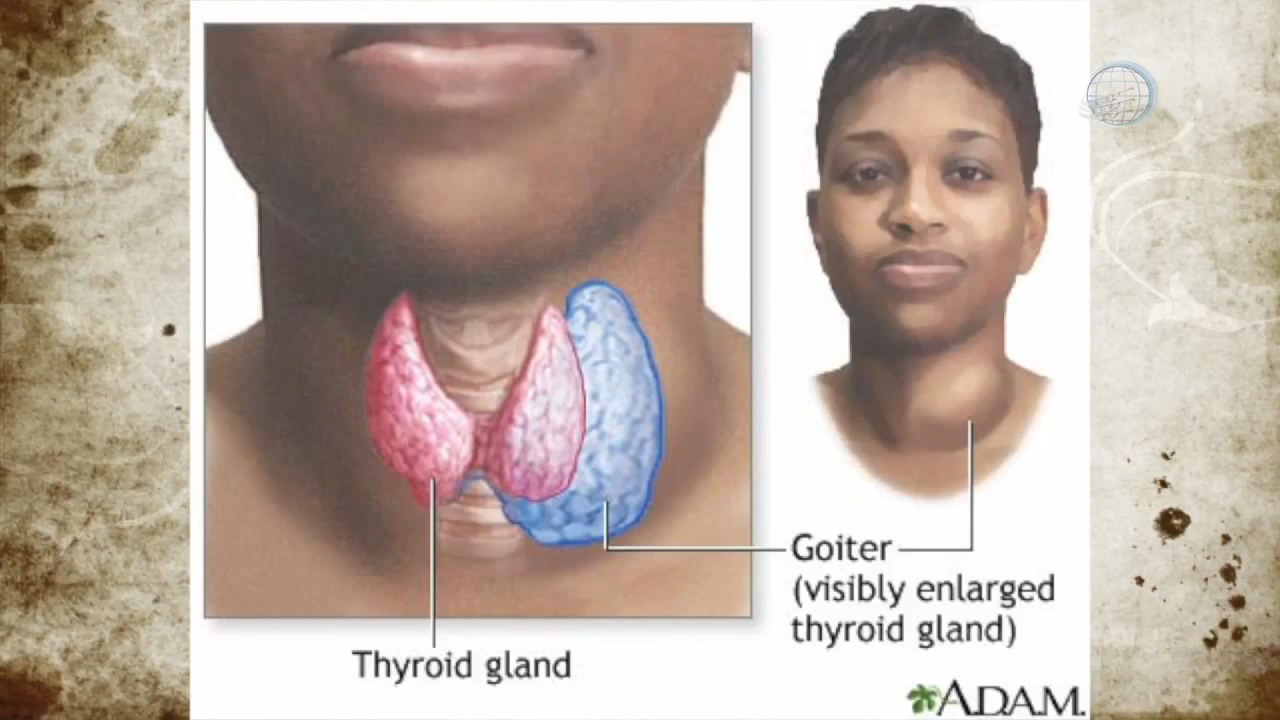 Goiter
(visibly enlarged
thyroid gland)
Thyroid gland
A.D.A.M.